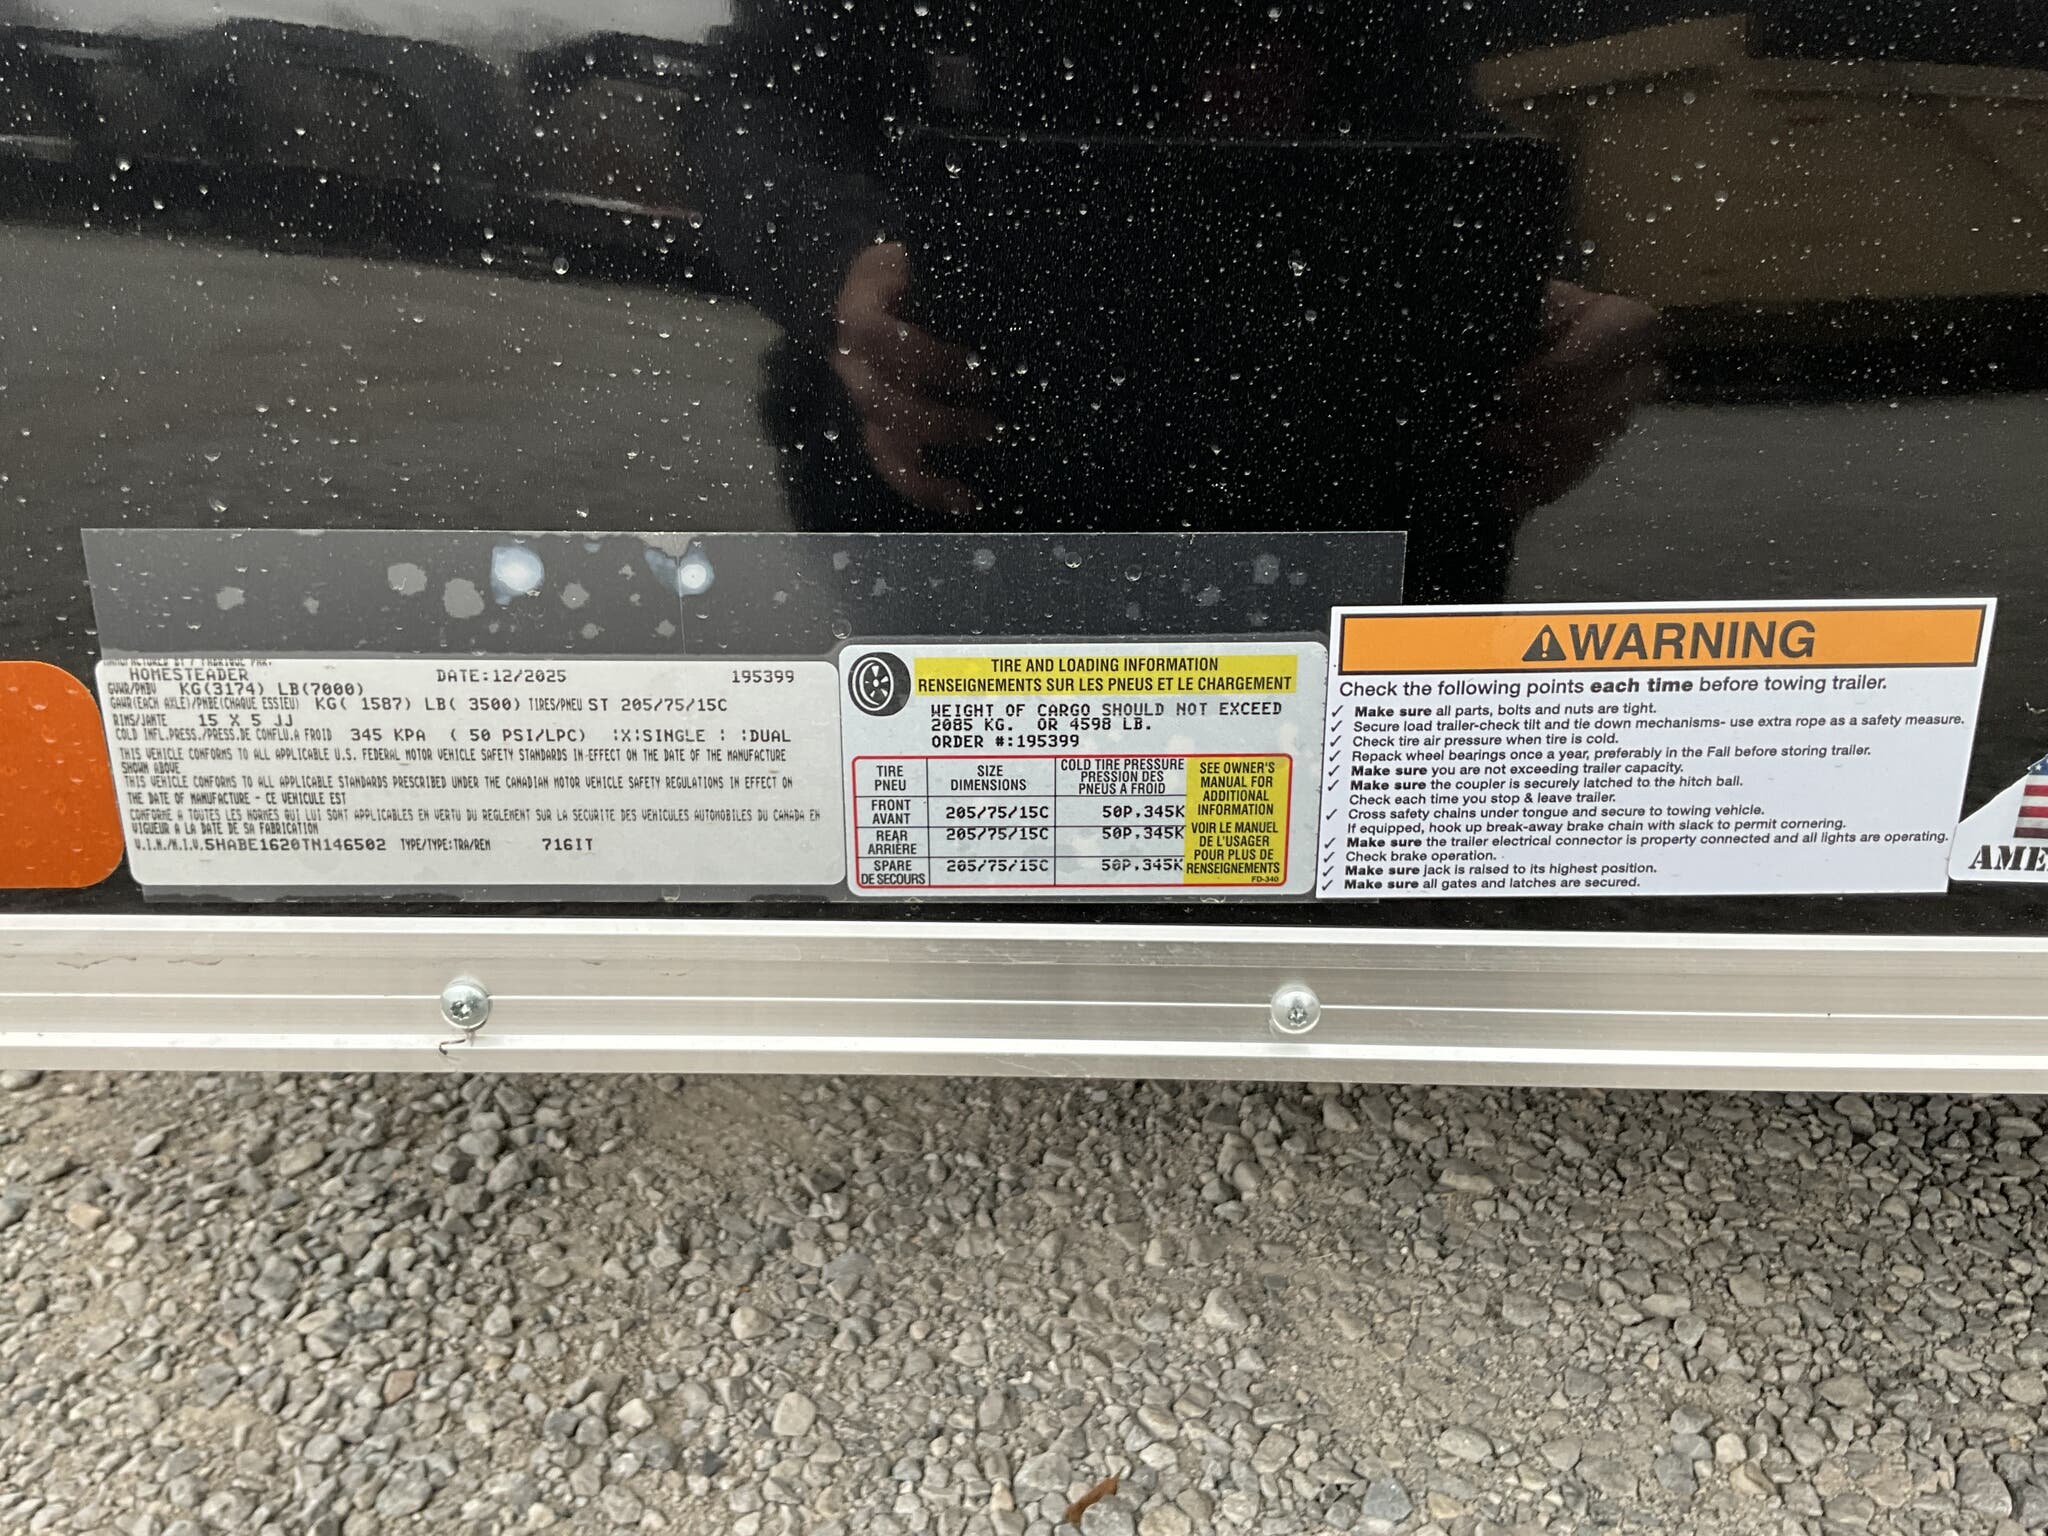 MANUFACTURED BY / FABRIQUE PAR:
HOMESTEADER DATE:12/2025 195399
GVWR/PNBV KG(3174) LB(7000)
GAWR(EACH AXLE)/PNBE(CHAQUE ESSIEU) KG( 1587) LB( 3500) TIRES/PNEU ST 205/75/15C
RIMS/JANTE 15 X 5 JJ
COLD INFL.PRESS./PRESS.DE CONFLU.A FROID 345 KPA ( 50 PSI/LPC) :X:SINGLE : :DUAL
THIS VEHICLE CONFORMS TO ALL APPLICABLE U.S. FEDERAL MOTOR VEHICLE SAFETY STANDARDS IN-EFFECT ON THE DATE OF THE MANUFACTURE
SHOWN ABOVE
THIS VEHICLE CONFORMS TO ALL APPLICABLE STANDARDS PRESCRIBED UNDER THE CANADIAN MOTOR VEHICLE SAFETY REGULATIONS IN EFFECT ON
THE DATE OF MANUFACTURE - CE VEHICULE EST
CONFORME A TOUTES LES NORMES QUI LUI SONT APPLICABLES EN VERTU DU REGLEMENT SUR LA SECURITE DES VEHICULES AUTOMOBILES DU CANADA EN
VIGUEUR A LA DATE DE SA FABRICATION
V.I.N./N.I.V.5HABE1620TN146502 TYPE/TYPE:TRA/REM 716IT
TIRE AND LOADING INFORMATION
RENSEIGNEMENTS SUR LES PNEUS ET LE CHARGEMENT
WEIGHT OF CARGO SHOULD NOT EXCEED
2085 KG. OR 4598 LB.
ORDER #:195399
TIRE
PNEU
SIZE
DIMENSIONS
COLD TIRE PRESSURE
PRESSION DES
PNEUS A FROID
FRONT
AVANT
205/75/15C 50P.345K
REAR
ARRIÈRE
205/75/15C 50P.345K
SPARE
DE SECOURS
205/75/15C 50P.345K
SEE OWNER'S
MANUAL FOR
ADDITIONAL
INFORMATION
VOIR LE MANUEL
DE L'USAGER
POUR PLUS DE
RENSEIGNEMENTS
FD-340
WARNING
Check the following points each time before towing trailer.
✓ Make sure all parts, bolts and nuts are tight.
✓ Secure load trailer-check tilt and tie down mechanisms- use extra rope as a safety measure.
✓ Check tire air pressure when tire is cold.
✓ Repack wheel bearings once a year, preferably in the Fall before storing trailer.
✓ Make sure you are not exceeding trailer capacity.
✓ Make sure the coupler is securely latched to the hitch ball.
Check each time you stop & leave trailer.
✓ Cross safety chains under tongue and secure to towing vehicle.
If equipped, hook up break-away brake chain with slack to permit cornering.
✓ Make sure the trailer electrical connector is properly connected and all lights are operating.
✓ Check brake operation.
✓ Make sure jack is raised to its highest position.
✓ Make sure all gates and latches are secured.
AME